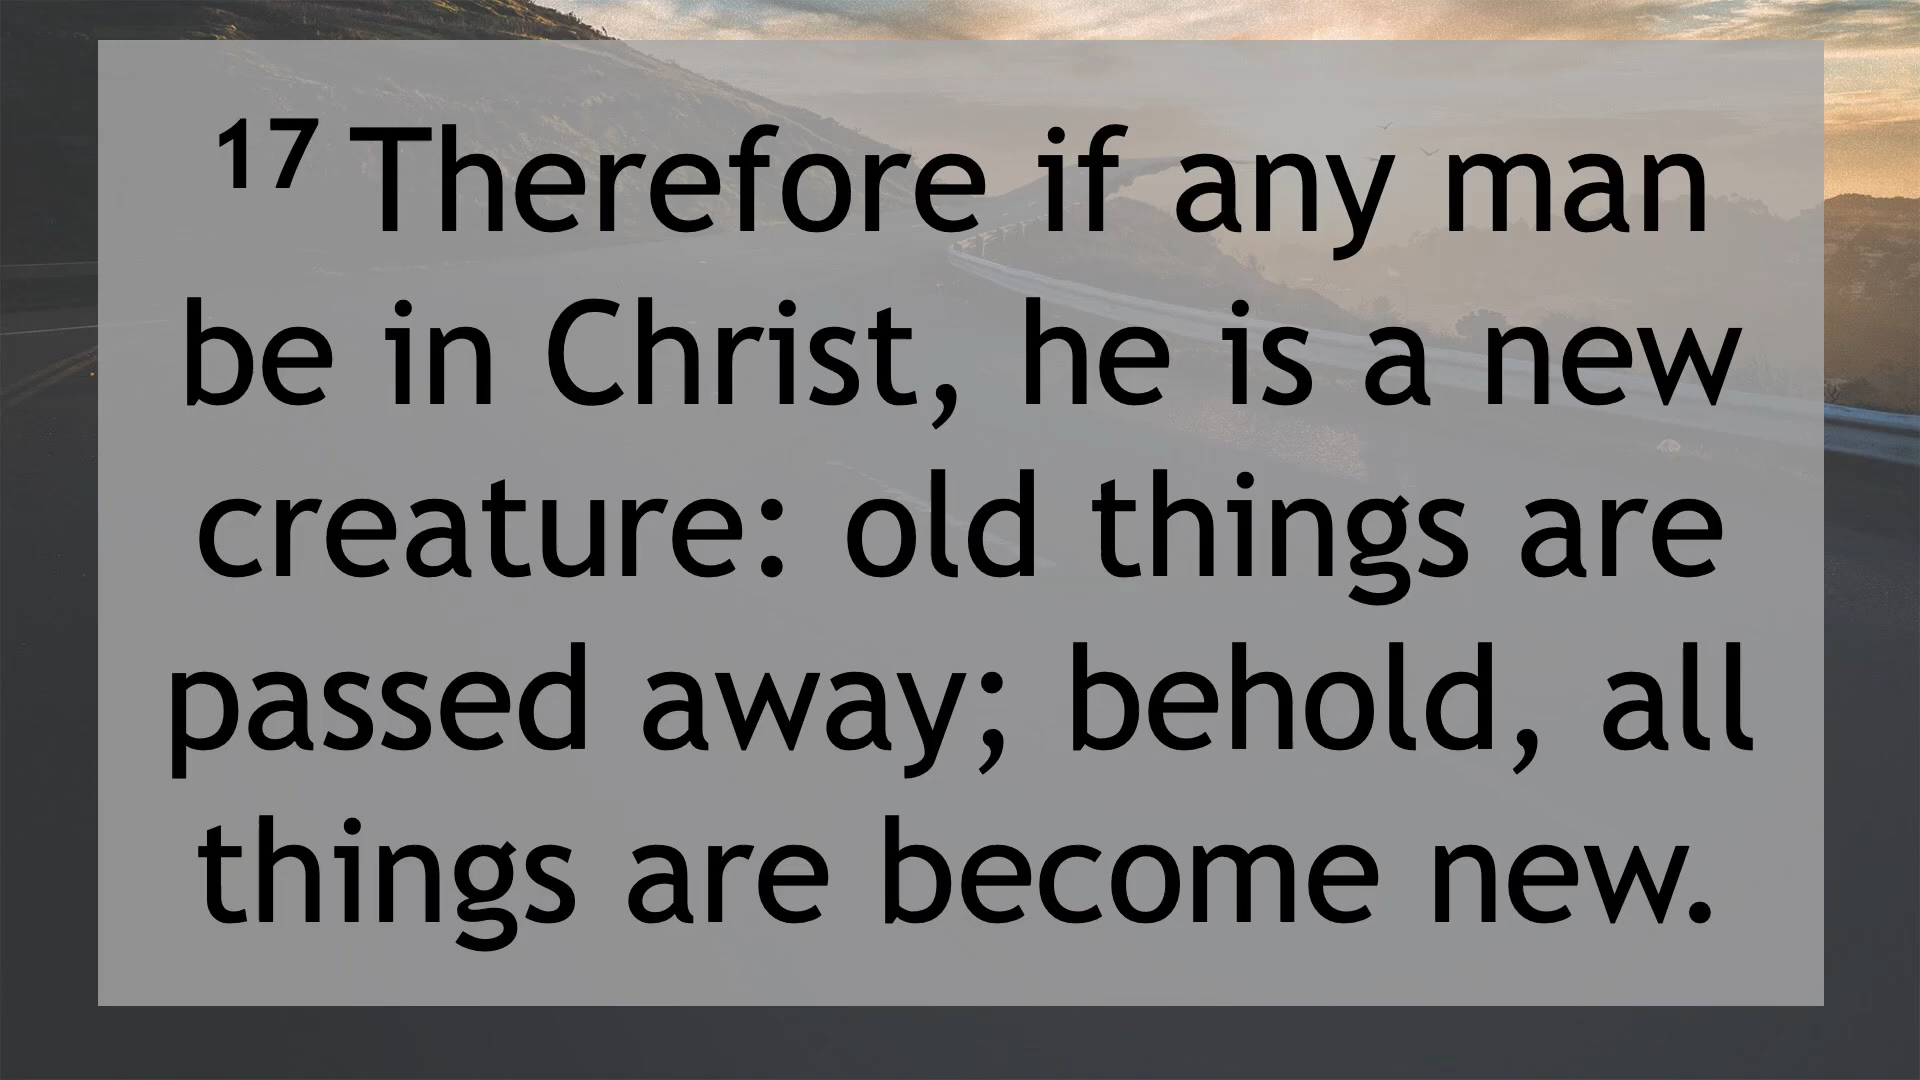 17 Therefore if any man
be in Christ, he is a new
creature: old things are
passed away; behold, all
things are become new.